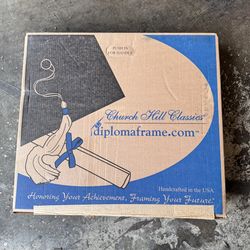 PUSH IN
FOR HANDLE
Church Hill Classics
diplomaframe.com
Handcrafted in the USA
Honoring Your Achievement, Framing Your Future!